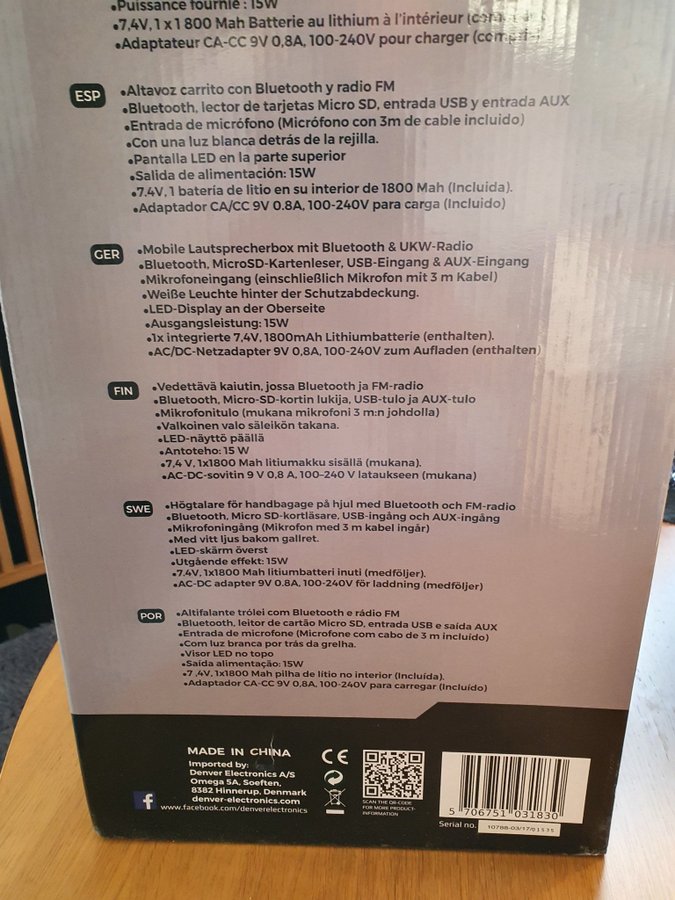 •Puissance fournie : 15W
•7,4V, 1 x 1 800 Mah Batterie au lithium à l'intérieur
•Adaptateur CA-CC 9V 0,8A, 100-240V pour charger
ESP
•Altavoz carrito con Bluetooth y radio FM
•Bluetooth, lector de tarjetas Micro SD, entrada USB y entrada AUX
•Entrada de micrófono (Micrófono con 3m de cable incluido)
•Con una luz blanca detrás de la rejilla.
•Pantalla LED en la parte superior
•Salida de alimentación: 15W
•7.4V, 1 batería de litio en su interior de 1800 Mah (Incluida).
•Adaptador CA/CC 9V 0.8A, 100-240V para carga (Incluido)
GER
•Mobile Lautsprecherbox mit Bluetooth & UKW-Radio
•Bluetooth, MicroSD-Kartenleser, USB-Eingang & AUX-Eingang
•Mikrofoneingang (einschließlich Mikrofon mit 3 m Kabel)
•Weiße Leuchte hinter der Schutzabdeckung.
•LED-Display an der Oberseite
•Ausgangsleistung: 15W
•1x integrierte 7,4V, 1800mAh Lithiumbatterie (enthalten).
•AC/DC-Netzadapter 9V 0,8A, 100-240V zum Aufladen (enthalten)
FIN
•Vedettävä kaiutin, jossa Bluetooth ja FM-radio
•Bluetooth, Micro-SD-kortin lukija, USB-tulo ja AUX-tulo
•Mikrofonitulo (mukana mikrofoni 3 m:n johdolla)
•Valkoinen valo säleikön takana.
•LED-näyttö päällä
•Antoteho: 15 W
•7,4 V, 1x1800 Mah litiumakku sisällä (mukana).
•AC-DC-sovitin 9 V 0,8 A, 100-240 V lataukseen (mukana)
SWE
•Högtalare för handbagage på hjul med Bluetooth och FM-radio
•Bluetooth, Micro SD-kortläsare, USB-ingång och AUX-ingång
•Mikrofoningång (Mikrofon med 3 m kabel ingår)
•Med vitt ljus bakom gallret.
•LED-skärm överst
•Utgående effekt: 15W
•7.4V, 1x1800 Mah litiumbatteri inuti (medföljer).
•AC-DC adapter 9V 0.8A, 100-240V för laddning (medföljer)
POR
•Altifalante trólei com Bluetooth e rádio FM
•Bluetooth, leitor de cartão Micro SD, entrada USB e saída AUX
•Entrada de microfone (Microfone com cabo de 3 m incluído)
•Com luz branca por trás da grelha.
•Visor LED no topo
•Saída alimentação: 15W
•7 ,4V, 1x1800 Mah pilha de lítio no interior (Incluída).
•Adaptador CA-CC 9V 0,8A, 100-240V para carregar (Incluído)
MADE IN CHINA
Imported by:
Denver Electronics A/S
Omega 5A, Soeften,
8382 Hinnerup, Denmark
denver-electronics.com
www.facebook.com/denverelectronics
CE
SCAN THE QR-CODE
FOR MORE PRODUCT-
INFORMATION
5 706751 031830
Serial no. 10788-03/17/01535